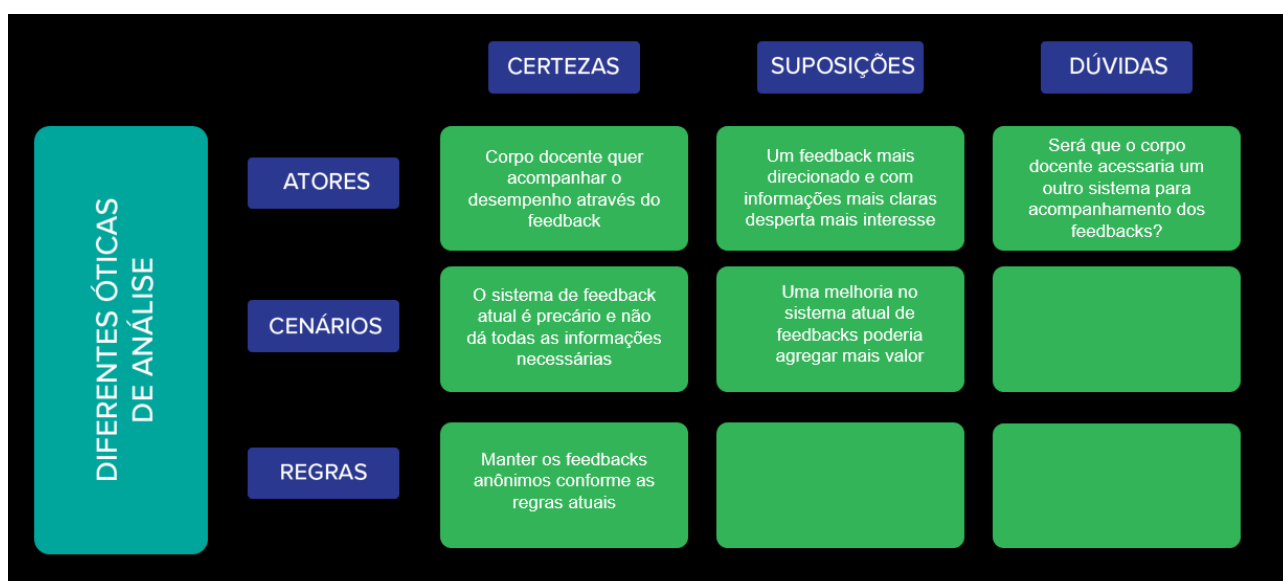 CERTEZAS
SUPOSIÇÕES
DÚVIDAS
DIFERENTES ÓTICAS
DE ANÁLISE
ATORES
Corpo docente quer
acompanhar o
desempenho através do
feedback
Um feedback mais
direcionado e com
informações mais claras
desperta mais interesse
Será que o corpo
docente acessaria um
outro sistema para
acompanhamento dos
feedbacks?
CENÁRIOS
O sistema de feedback
atual é precário e não
dá todas as informações
necessárias
Uma melhoria no
sistema atual de
feedbacks poderia
agregar mais valor
REGRAS
Manter os feedbacks
anônimos conforme as
regras atuais